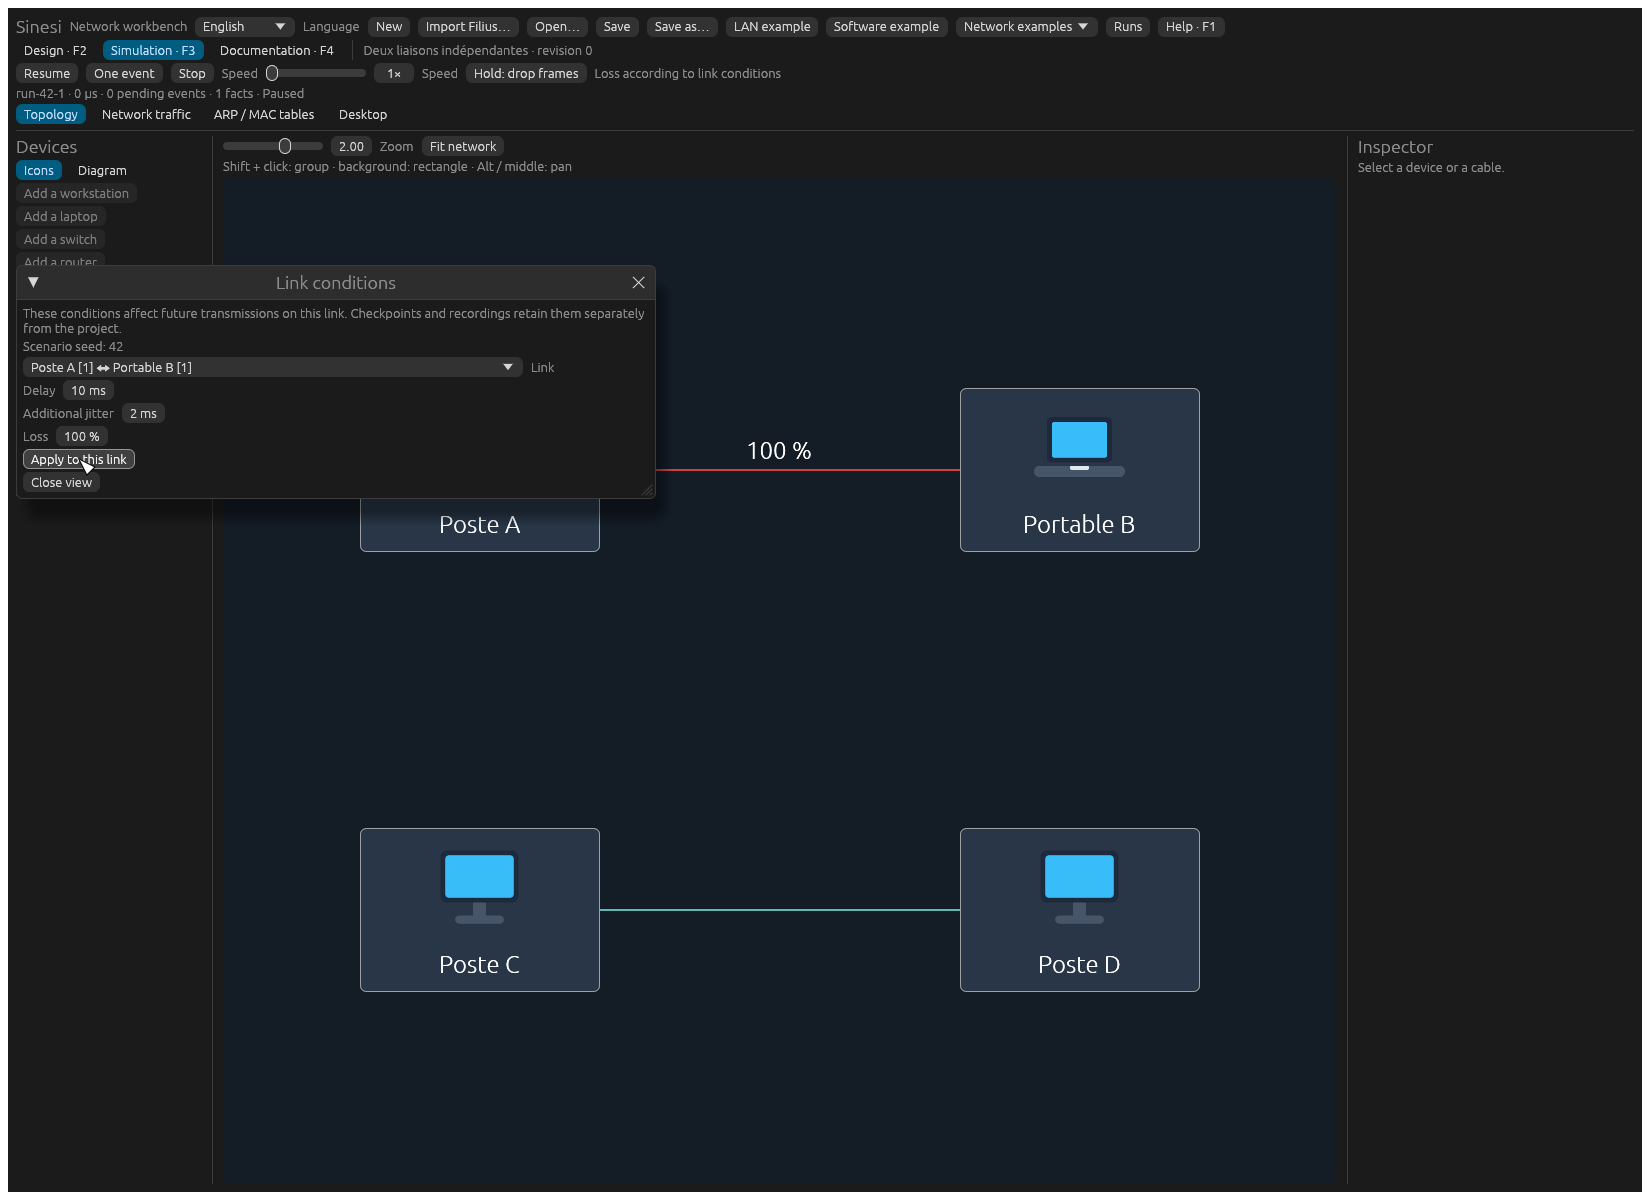 Sinesi Network workbench English Language New Import Filius... Open... Save Save as... LAN example Software example Network examples Runs Help · F1
Design · F2 Simulation · F3 Documentation · F4 Deux liaisons indépendantes · revision 0
Resume One event Stop Speed 1× Speed Hold: drop frames Loss according to link conditions
run-42-1 · 0 µs · 0 pending events · 1 facts · Paused
Topology Network traffic ARP / MAC tables Desktop
Devices
Icons Diagram
Add a workstation
Add a laptop
Add a switch
Add a router
2.00 Zoom Fit network
Shift + click: group · background: rectangle · Alt / middle: pan
Inspector
Select a device or a cable.
Link conditions
These conditions affect future transmissions on this link. Checkpoints and recordings retain them separately
from the project.
Scenario seed: 42
Poste A [1] ⬌ Portable B [1] Link
Delay 10 ms
Additional jitter 2 ms
Loss 100 %
Apply to this link
Close view
100 %
Poste A
Portable B
Poste C
Poste D